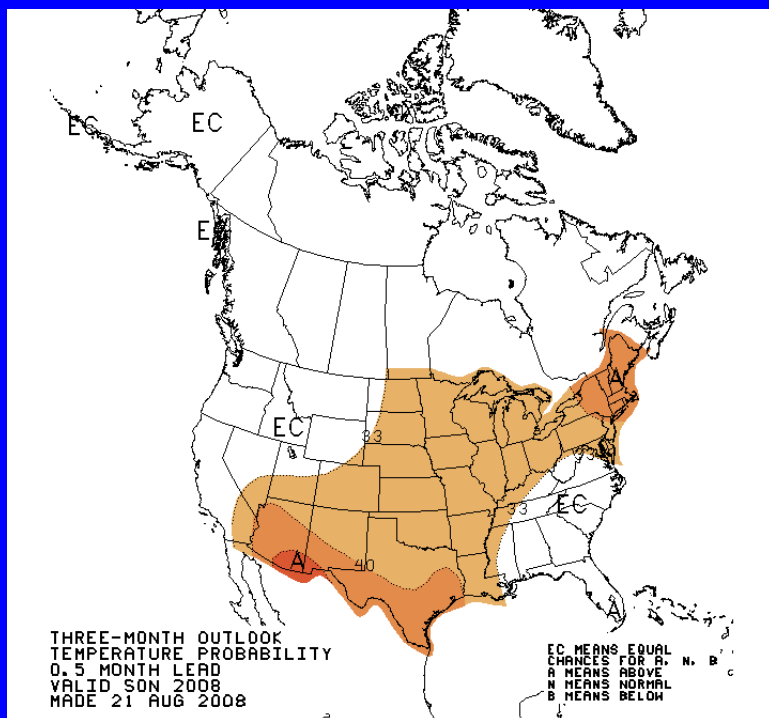 EC
EC
E
A
33
EC
33
33
EC
A
40
A
THREE-MONTH OUTLOOK
TEMPERATURE PROBABILITY
0.5 MONTH LEAD
VALID SON 2008
MADE 21 AUG 2008
EC MEANS EQUAL
CHANCES FOR A, N, B
A MEANS ABOVE
N MEANS NORMAL
B MEANS BELOW